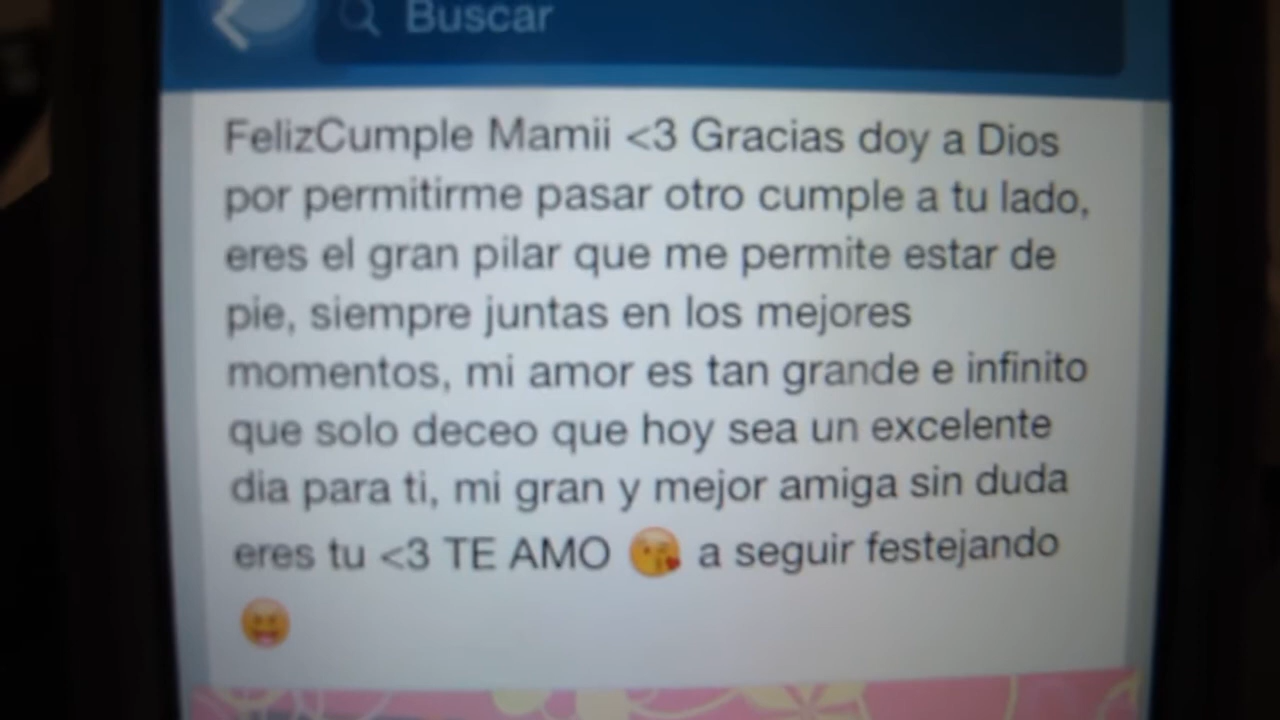 Buscar
FelizCumple Mamii <3 Gracias doy a Dios
por permitirme pasar otro cumple a tu lado,
eres el gran pilar que me permite estar de
pie, siempre juntas en los mejores
momentos, mi amor es tan grande e infinito
que solo deceo que hoy sea un excelente
dia para ti, mi gran y mejor amiga sin duda
eres tu <3 TE AMO 😘 a seguir festejando
😝